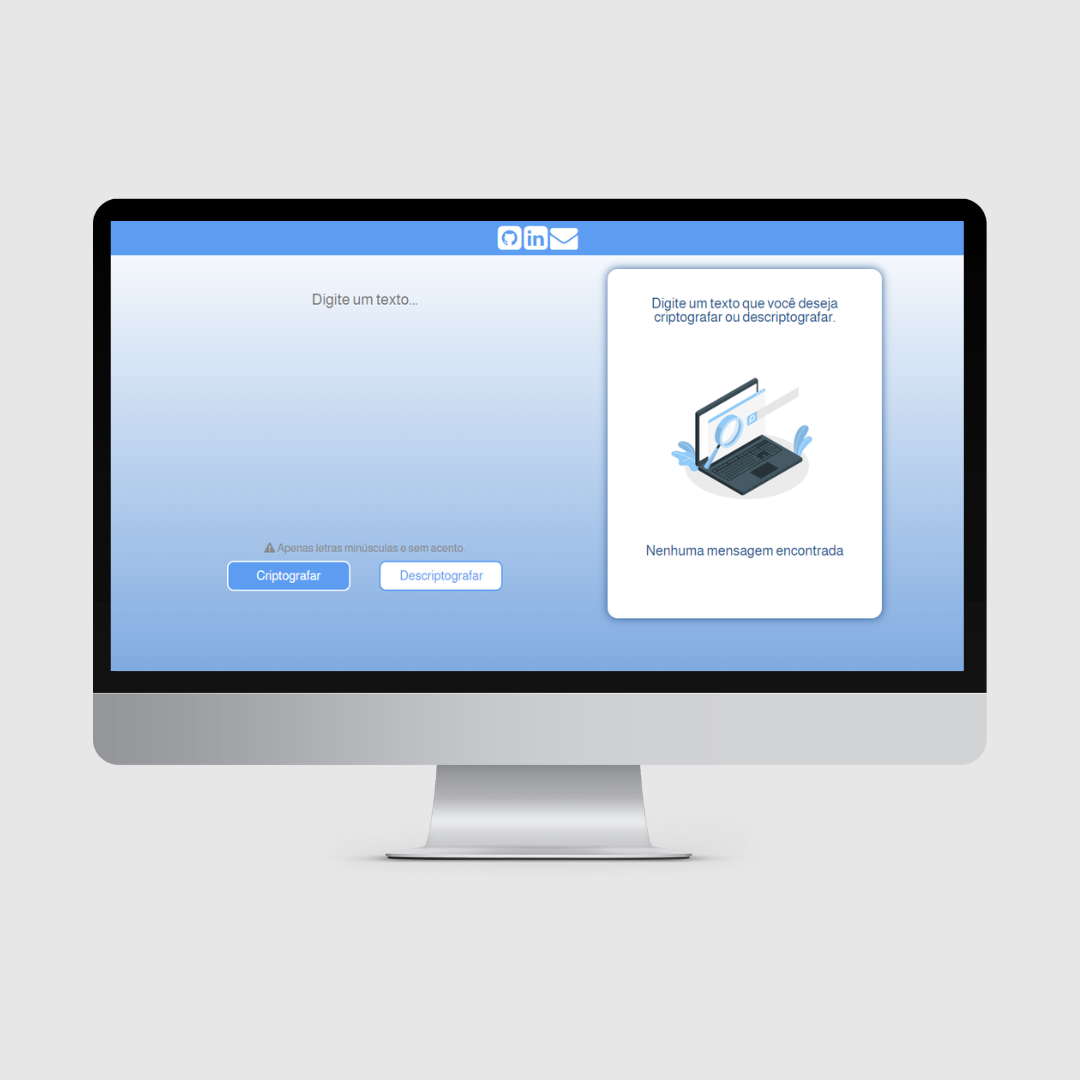 in
Digite um texto...
Apenas letras minúsculas e sem acento.
Criptografar
Descriptografar
Digite um texto que você deseja
criptografar ou descriptografar.
Nenhuma mensagem encontrada